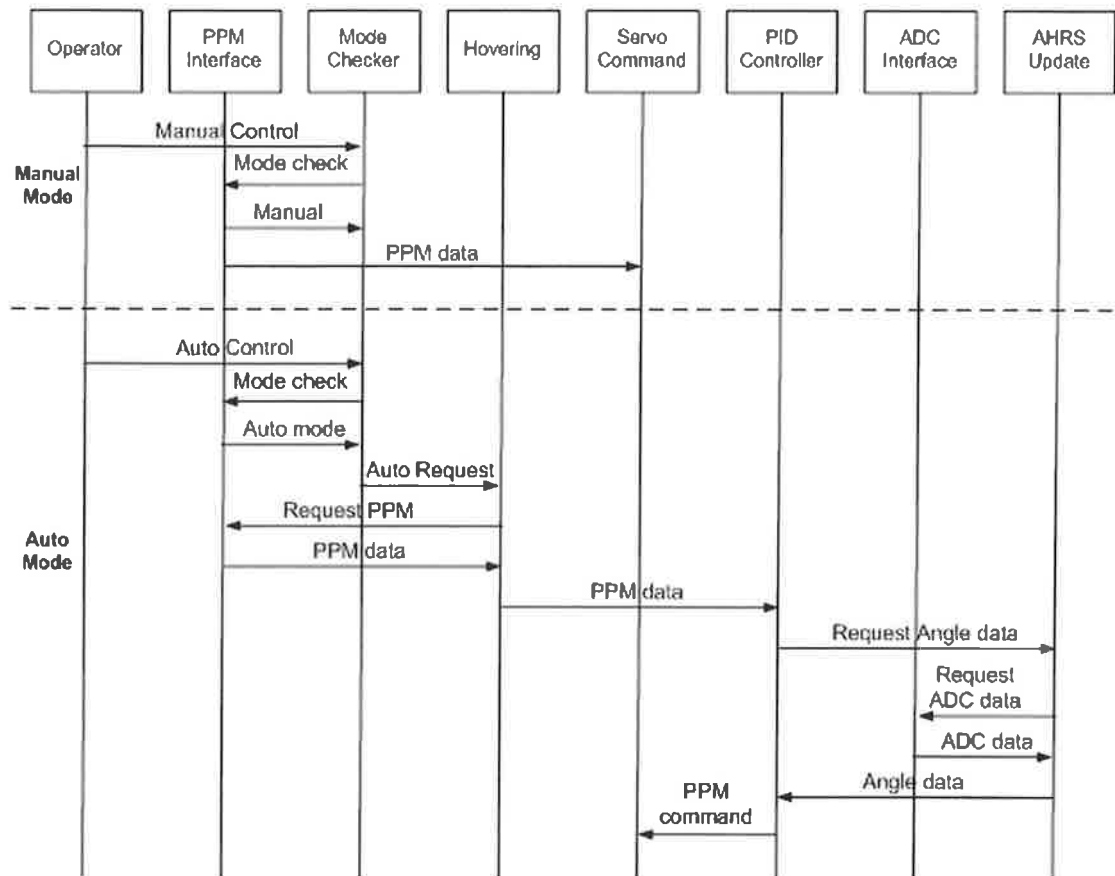 Operator
PPM
Interface
Mode
Checker
Hovering
Servo
Command
PID
Controller
ADC
Interface
AHRS
Update
Manual Control
Manual
Mode
Mode check
Manual
PPM data
Auto Control
Mode check
Auto mode
Auto Request
Request PPM
Auto
Mode
PPM data
PPM data
Request Angle data
Request
ADC data
ADC data
Angle data
PPM
command